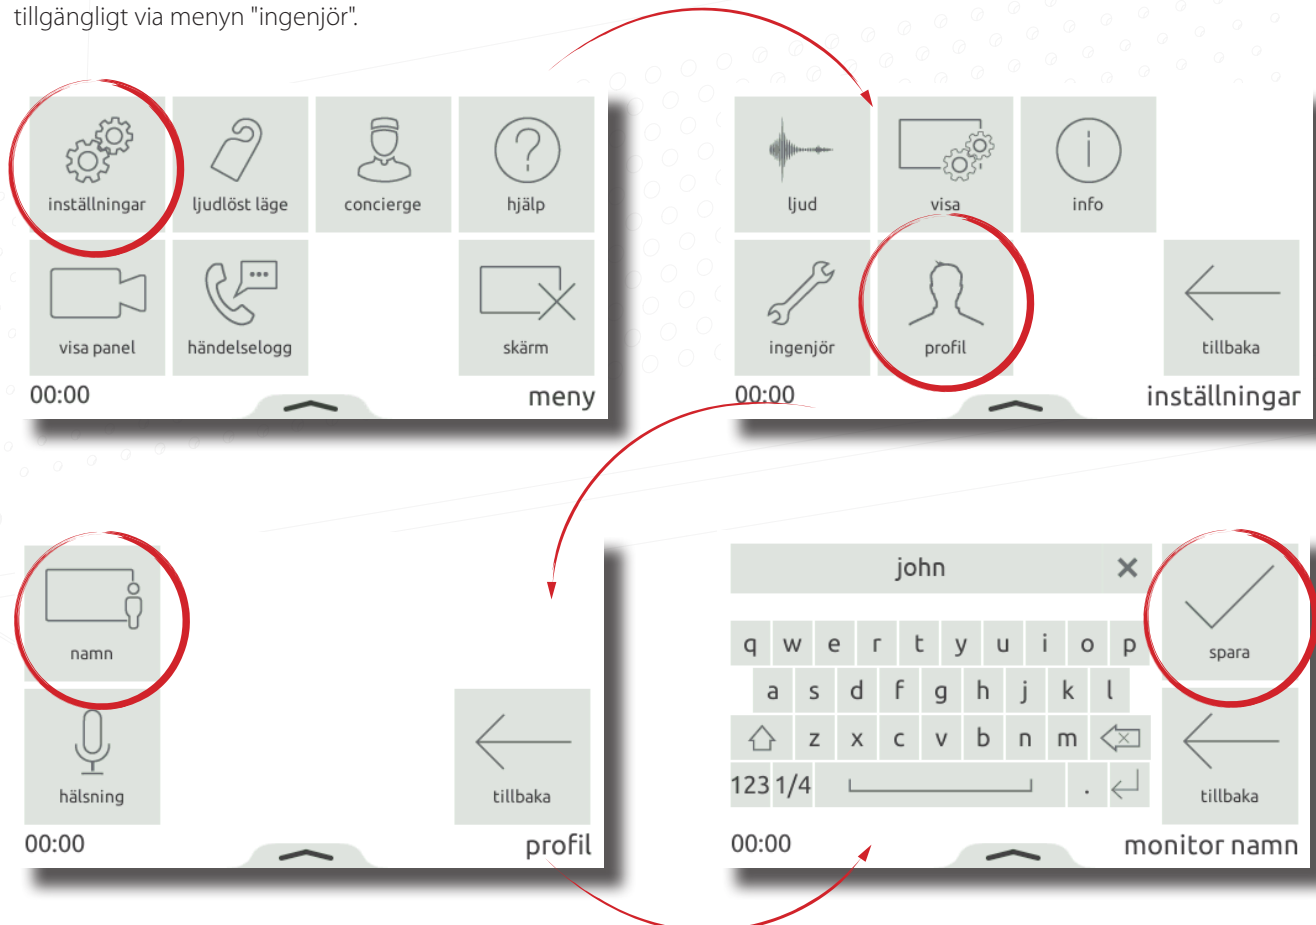 tillgängligt via menyn "ingenjör".
inställningar
ljudlöst läge
concierge
hjälp
visa panel
händelselogg
skärm
00:00
meny
ljud
visa
info
ingenjör
profil
tillbaka
00:00
inställningar
namn
hälsning
tillbaka
00:00
profil
john
spara
q w e r t y u i o p
a s d f g h j k l
z x c v b n m
123 1/4 .
tillbaka
00:00
monitor namn